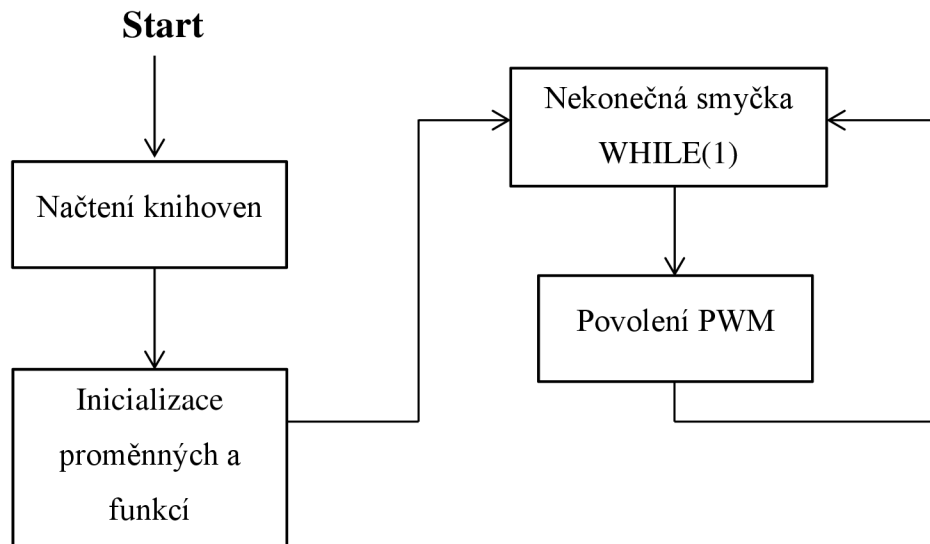 Start
Načtení knihoven
Inicializace
proměnných a
funkcí
Nekonečná smyčka
WHILE(1)
Povolení PWM